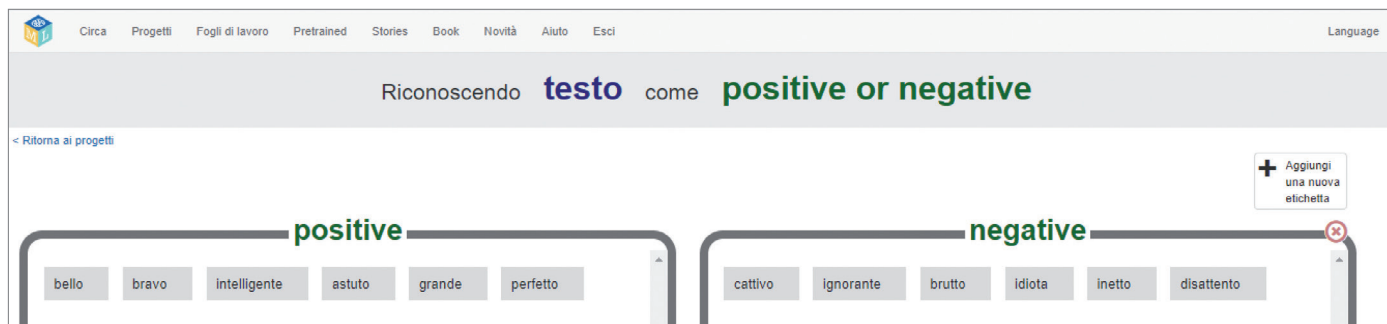 ML
Circa Progetti Fogli di lavoro Pretrained Stories Book Novità Aiuto Esci Language
Riconoscendo testo come positive or negative
< Ritorna ai progetti
Aggiungi
una nuova
etichetta
positive
bello bravo intelligente astuto grande perfetto
negative
cattivo ignorante brutto idiota inetto disattento